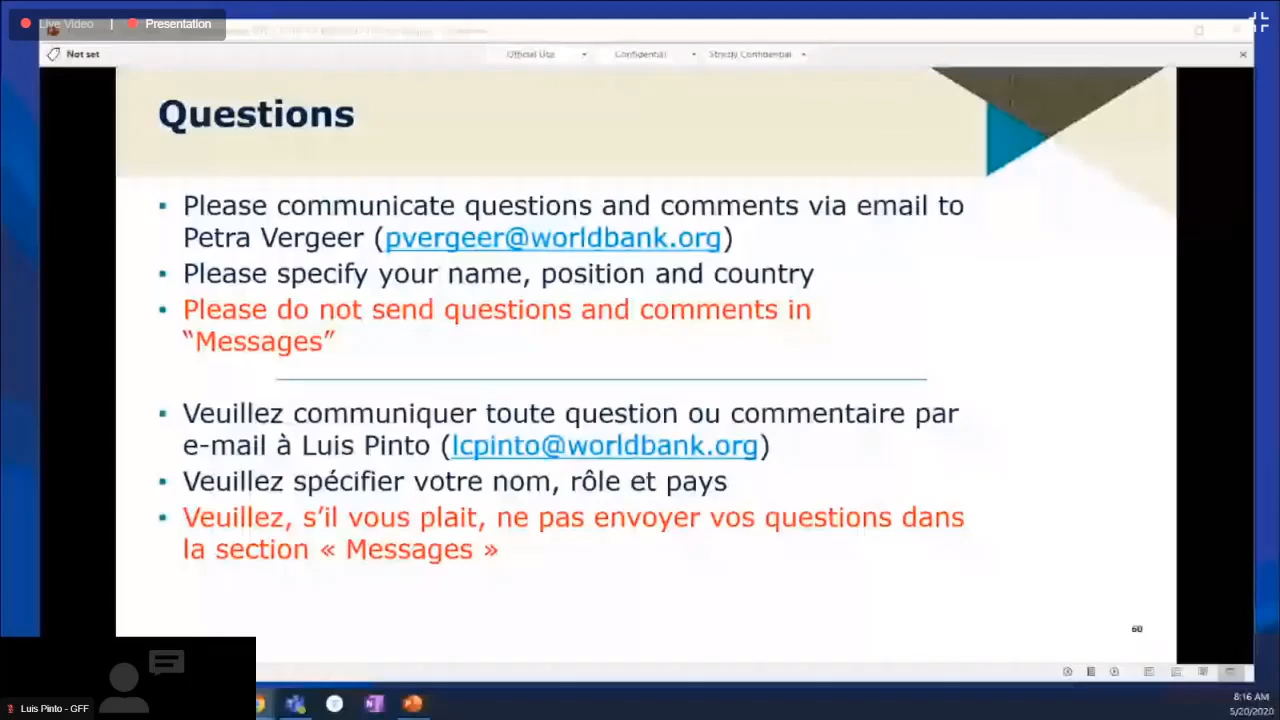 Live Video | Presentation
Not set
Official Use
Confidential
Strictly Confidential
Questions
Please communicate questions and comments via email to
Petra Vergeer (pvergeer@worldbank.org)
Please specify your name, position and country
Please do not send questions and comments in
“Messages”
Veuillez communiquer toute question ou commentaire par
e-mail à Luis Pinto (lcpinto@worldbank.org)
Veuillez spécifier votre nom, rôle et pays
Veuillez, s’il vous plait, ne pas envoyer vos questions dans
la section « Messages »
60
Luis Pinto - GFF
8:16 AM
5/20/2020